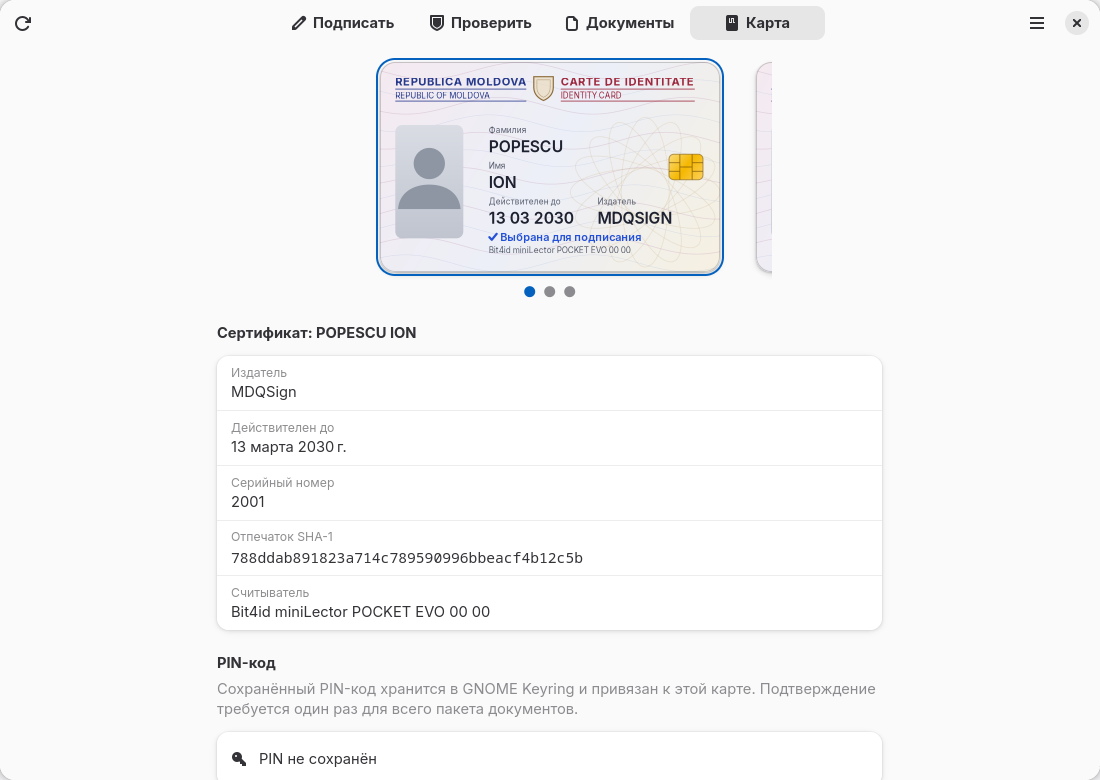 Подписать
Проверить
Документы
Карта
REPUBLICA MOLDOVA
REPUBLIC OF MOLDOVA
CARTE DE IDENTITATE
IDENTITY CARD
Фамилия
POPESCU
Имя
ION
Действителен до
Издатель
13 03 2030
MDQSIGN
Выбрана для подписания
Bit4id miniLector POCKET EVO 00 00
Сертификат: POPESCU ION
Издатель
MDQSign
Действителен до
13 марта 2030 г.
Серийный номер
2001
Отпечаток SHA-1
788ddab891823a714c789590996bbeacf4b12c5b
Считыватель
Bit4id miniLector POCKET EVO 00 00
PIN-код
Сохранённый PIN-код хранится в GNOME Keyring и привязан к этой карте. Подтверждение
требуется один раз для всего пакета документов.
PIN не сохранён